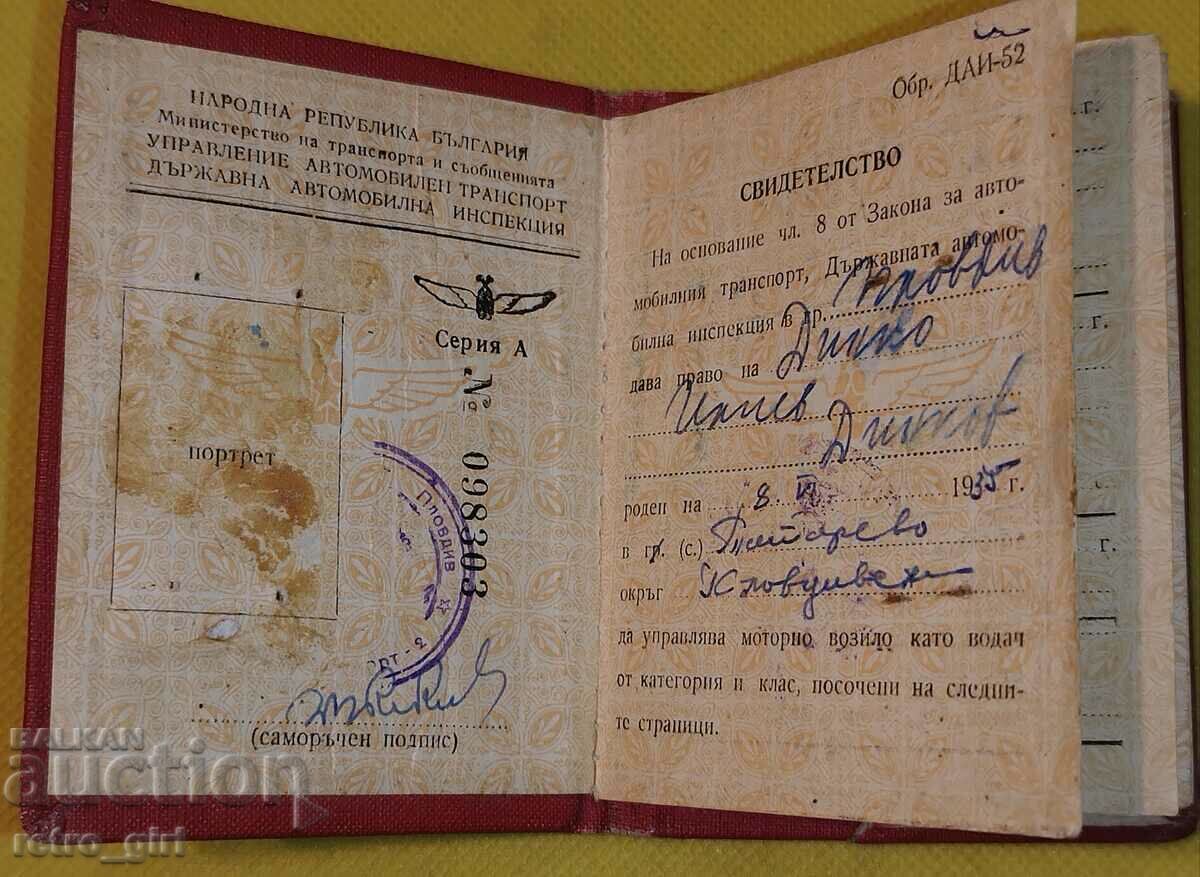 НАРОДНА РЕПУБЛИКА БЪЛГАРИЯ
Министерство на транспорта и съобщенията
УПРАВЛЕНИЕ АВТОМОБИЛЕН ТРАНСПОРТ
ДЪРЖАВНА АВТОМОБИЛНА ИНСПЕКЦИЯ
Серия А
№ 098303
портрет
Пловдив
(саморъчен подпис)
BALKAN
auction
retro_girl
Обр. ДАИ-52
СВИДЕТЕЛСТВО
На основание чл. 8 от Закона за авто-
мобилния транспорт, Държавната автомо-
билна инспекция в гр. Пловдив
дава право на Динко
Динков
роден на 8 VI 1935 г.
в гр. (с.) Татарево
окръг Пловдивски
да управлява моторно возило като водач
от категория и клас, посочени на следни-
те страници.
г.
г.
г.
г.